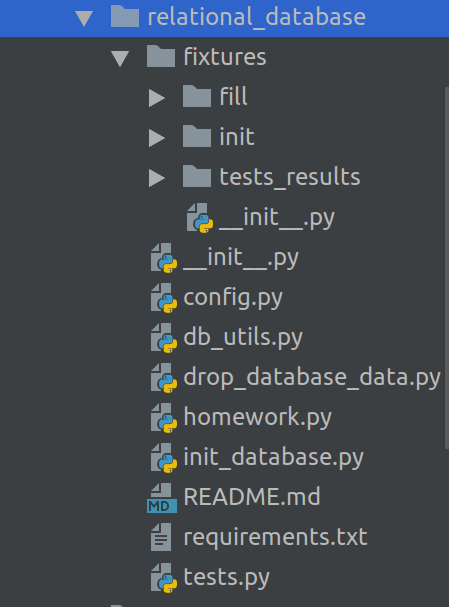 relational_database
fixtures
fill
init
tests_results
__init__.py
__init__.py
config.py
db_utils.py
drop_database_data.py
homework.py
init_database.py
MD README.md
requirements.txt
tests.py